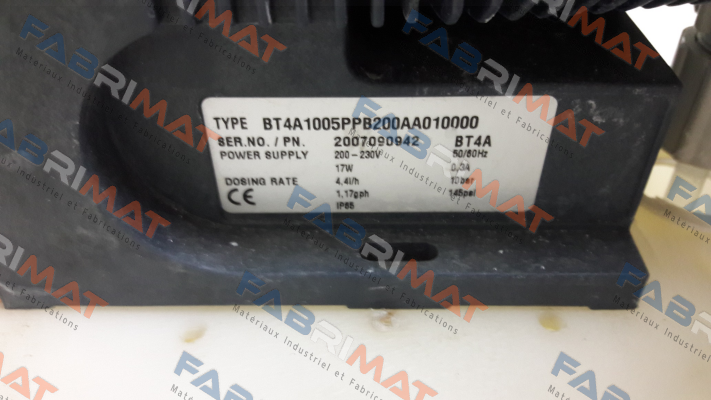 TYPE BT4A1005PPB200AA010000
SER.NO. / PN. 2007090942 BT4A
POWER SUPPLY 200-230V 50/60Hz
17W 0,3A
DOSING RATE 4,4l/h 10bar
1,17gph 145psi
CE IP65
FABRIMAT
Matériaux Industriel et Fabrications